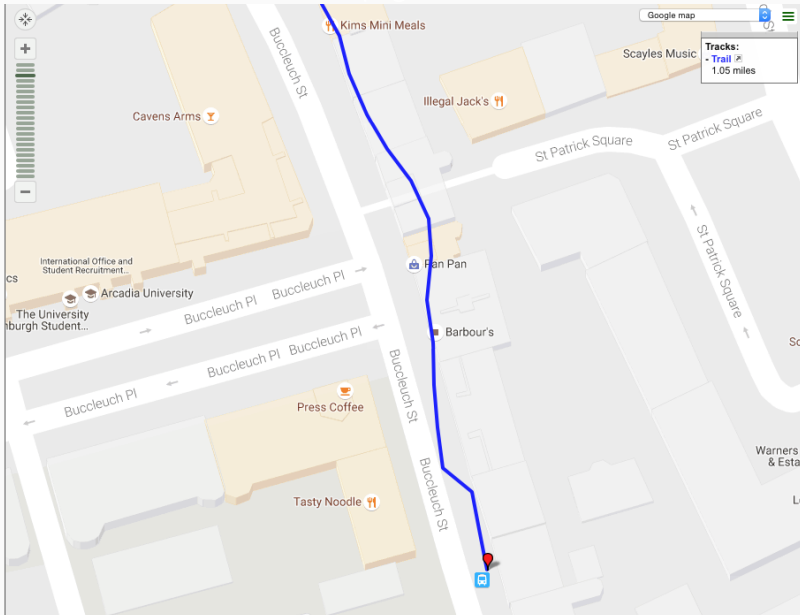 Google map
Kims Mini Meals
Buccleuch St
Scayles Music
Tracks:
- Trail
1.05 miles
Illegal Jack's
Cavens Arms
St Patrick Square
St Patrick Square
St Patrick Square
International Office and
Student Recruitment...
Pan Pan
cs
Arcadia University
Buccleuch Pl
Buccleuch Pl
The University
nburgh Student...
Barbour's
Buccleuch Pl
Buccleuch Pl
Buccleuch Pl
Buccleuch St
Press Coffee
Warners
& Esta
Buccleuch St
Tasty Noodle